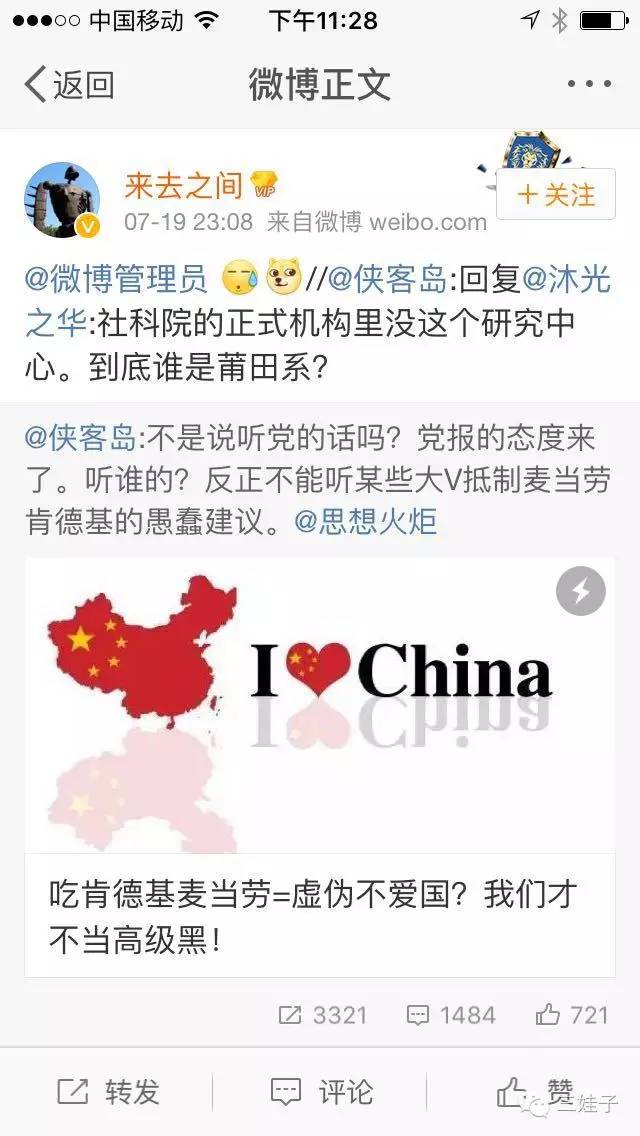 中国移动 下午11:28
返回 微博正文
来去之间 VIP
+关注
07-19 23:08 来自微博 weibo.com
@微博管理员 //@侠客岛:回复@沐光
之华:社科院的正式机构里没这个研究中
心。到底谁是莆田系？
@侠客岛:不是说听党的话吗？党报的态度来
了。听谁的？反正不能听某些大V抵制麦当劳
肯德基的愚蠢建议。@思想火炬
I China
吃肯德基麦当劳=虚伪不爱国？我们才
不当高级黑！
3321 1484 721
转发 评论 赞
三娃子